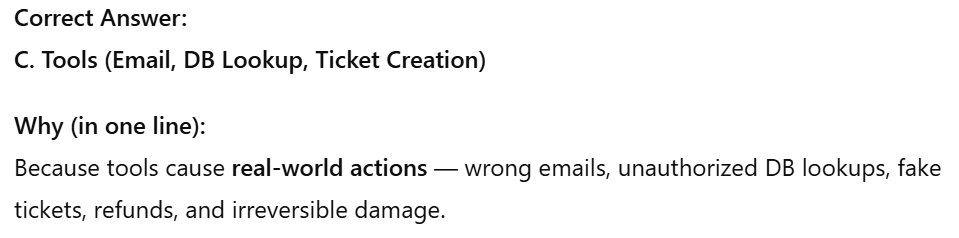 Correct Answer:
C. Tools (Email, DB Lookup, Ticket Creation)
Why (in one line):
Because tools cause real-world actions — wrong emails, unauthorized DB lookups, fake
tickets, refunds, and irreversible damage.